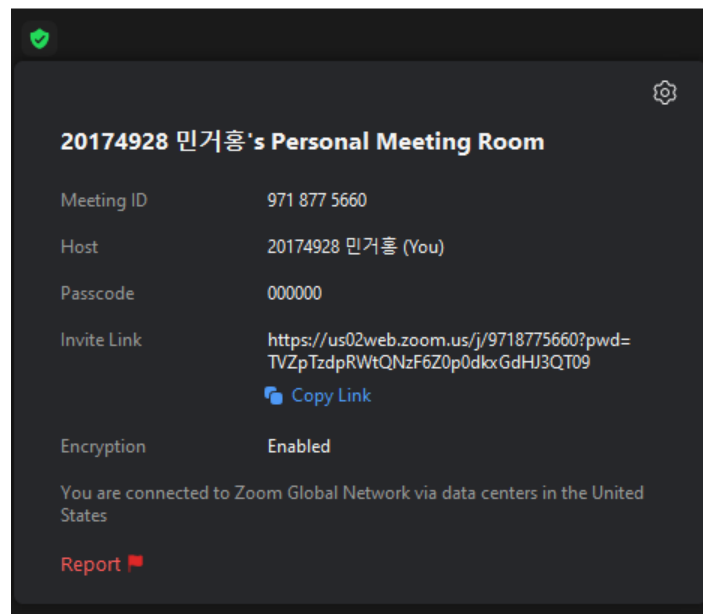 20174928 민거홍's Personal Meeting Room
Meeting ID 971 877 5660
Host 20174928 민거홍 (You)
Passcode 000000
Invite Link https://us02web.zoom.us/j/9718775660?pwd=
TVZpTzdpRWtQNzF6Z0p0dkxGdHJ3QT09
Copy Link
Encryption Enabled
You are connected to Zoom Global Network via data centers in the United
States
Report